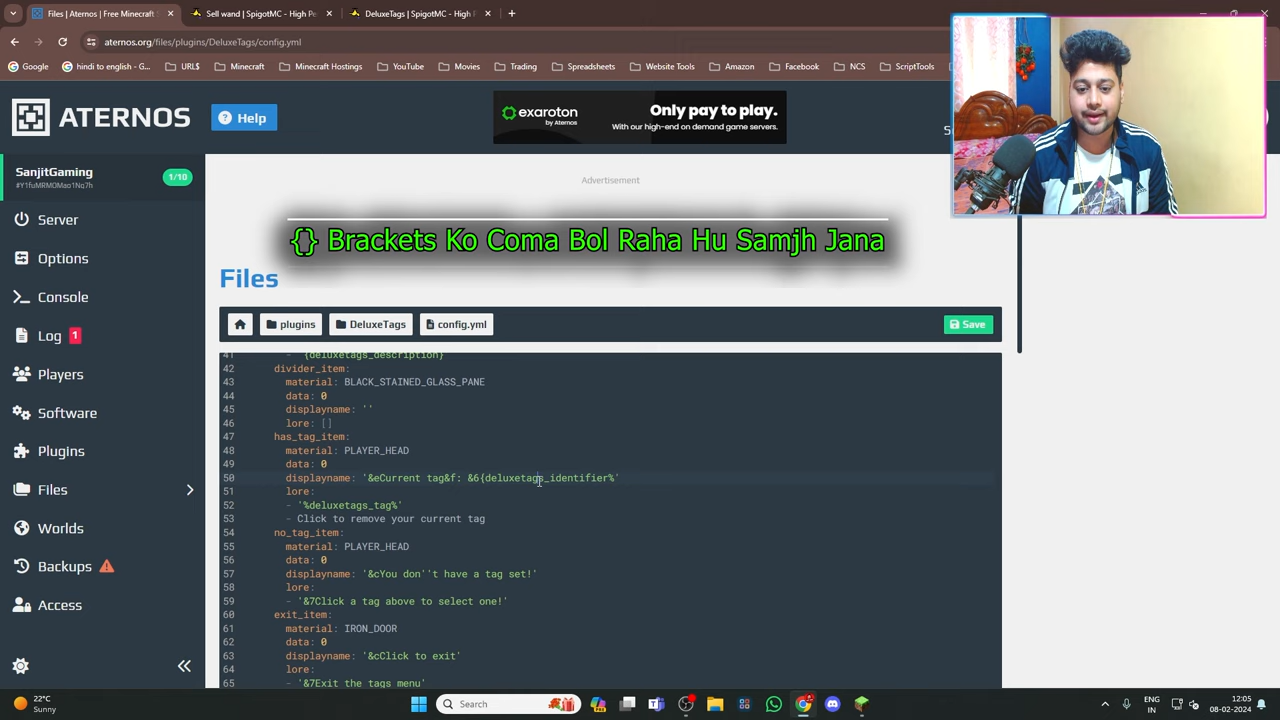 Files | Aternos | Free Minecraft
Sell wand | SpigotMC - High P
DeluxeTags | SpigotMC - High P
aternos.org/files/plu
Google
hindi to english - G...
URL$
Minecraft
Hostings
YouTube
Movies
Trading
Spreadsheets
Website Tools
Amazon
Facebook
NCS
ScriptTools
ATERNOS
Help
exaroton
by Aternos
Only pay to play.
With our high-end on demand game servers.
SanjitGaming
1/10
Advertisement
{} Brackets Ko Coma Bol Raha Hu Samjh Jana
Server
Options
Console
Log 1
Players
Software
Plugins
Files
Worlds
Backups
Access
Files
plugins
DeluxeTags
config.yml
Save
41 - '{deluxetags_description}
42 divider_item:
43 material: BLACK_STAINED_GLASS_PANE
44 data: 0
45 displayname: ''
46 lore: []
47 has_tag_item:
48 material: PLAYER_HEAD
49 data: 0
50 displayname: '&eCurrent tag&f: &6{deluxetags_identifier%'
51 lore:
52 - '%deluxetags_tag%'
53 - Click to remove your current tag
54 no_tag_item:
55 material: PLAYER_HEAD
56 data: 0
57 displayname: '&cYou don''t have a tag set!'
58 lore:
59 - '&7Click a tag above to select one!'
60 exit_item:
61 material: IRON_DOOR
62 data: 0
63 displayname: '&cClick to exit'
64 lore:
65 - '&7Exit the tags menu'
22°C
Sunny
Search
ENG
IN
12:05
08-02-2024